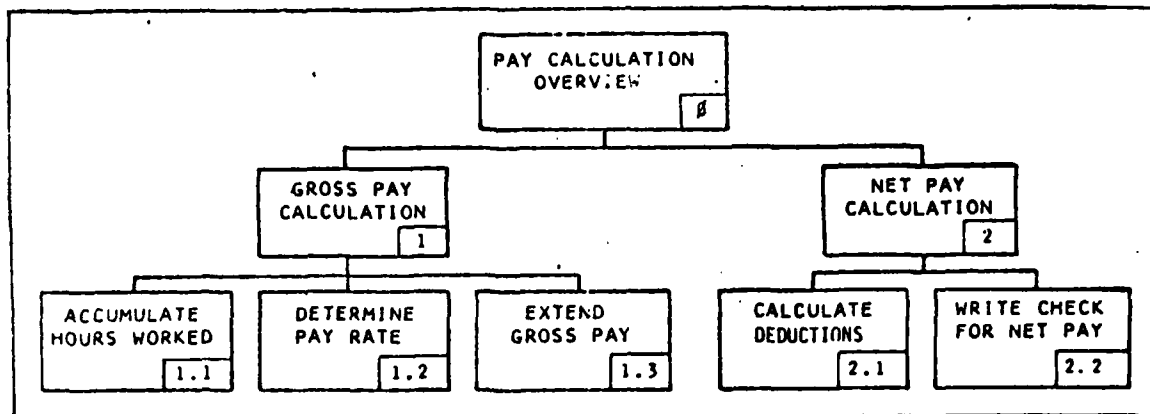 PAY CALCULATION
OVERVIEW
0
GROSS PAY
CALCULATION
1
NET PAY
CALCULATION
2
ACCUMULATE
HOURS WORKED
1.1
DETERMINE
PAY RATE
1.2
EXTEND
GROSS PAY
1.3
CALCULATE
DEDUCTIONS
2.1
WRITE CHECK
FOR NET PAY
2.2